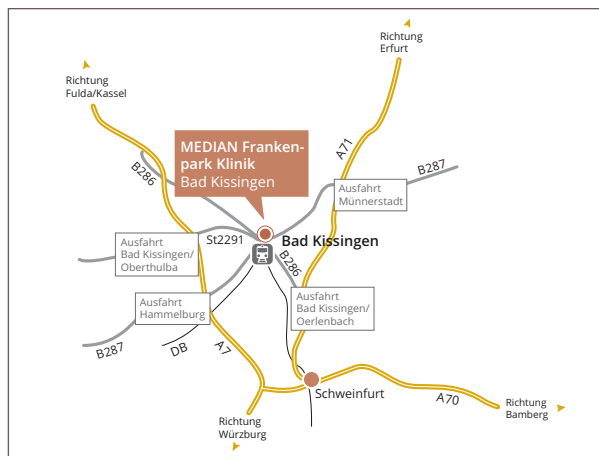 Richtung
Erfurt
Richtung
Fulda/Kassel
MEDIAN Franken-
park Klinik
Bad Kissingen
A71
B287
B286
Ausfahrt
Münnerstadt
St2291
Bad Kissingen
Ausfahrt
Bad Kissingen/
Oberthulba
B286
Ausfahrt
Bad Kissingen/
Oerlenbach
Ausfahrt
Hammelburg
B287
DB
A7
Schweinfurt
A70
Richtung
Bamberg
Richtung
Würzburg